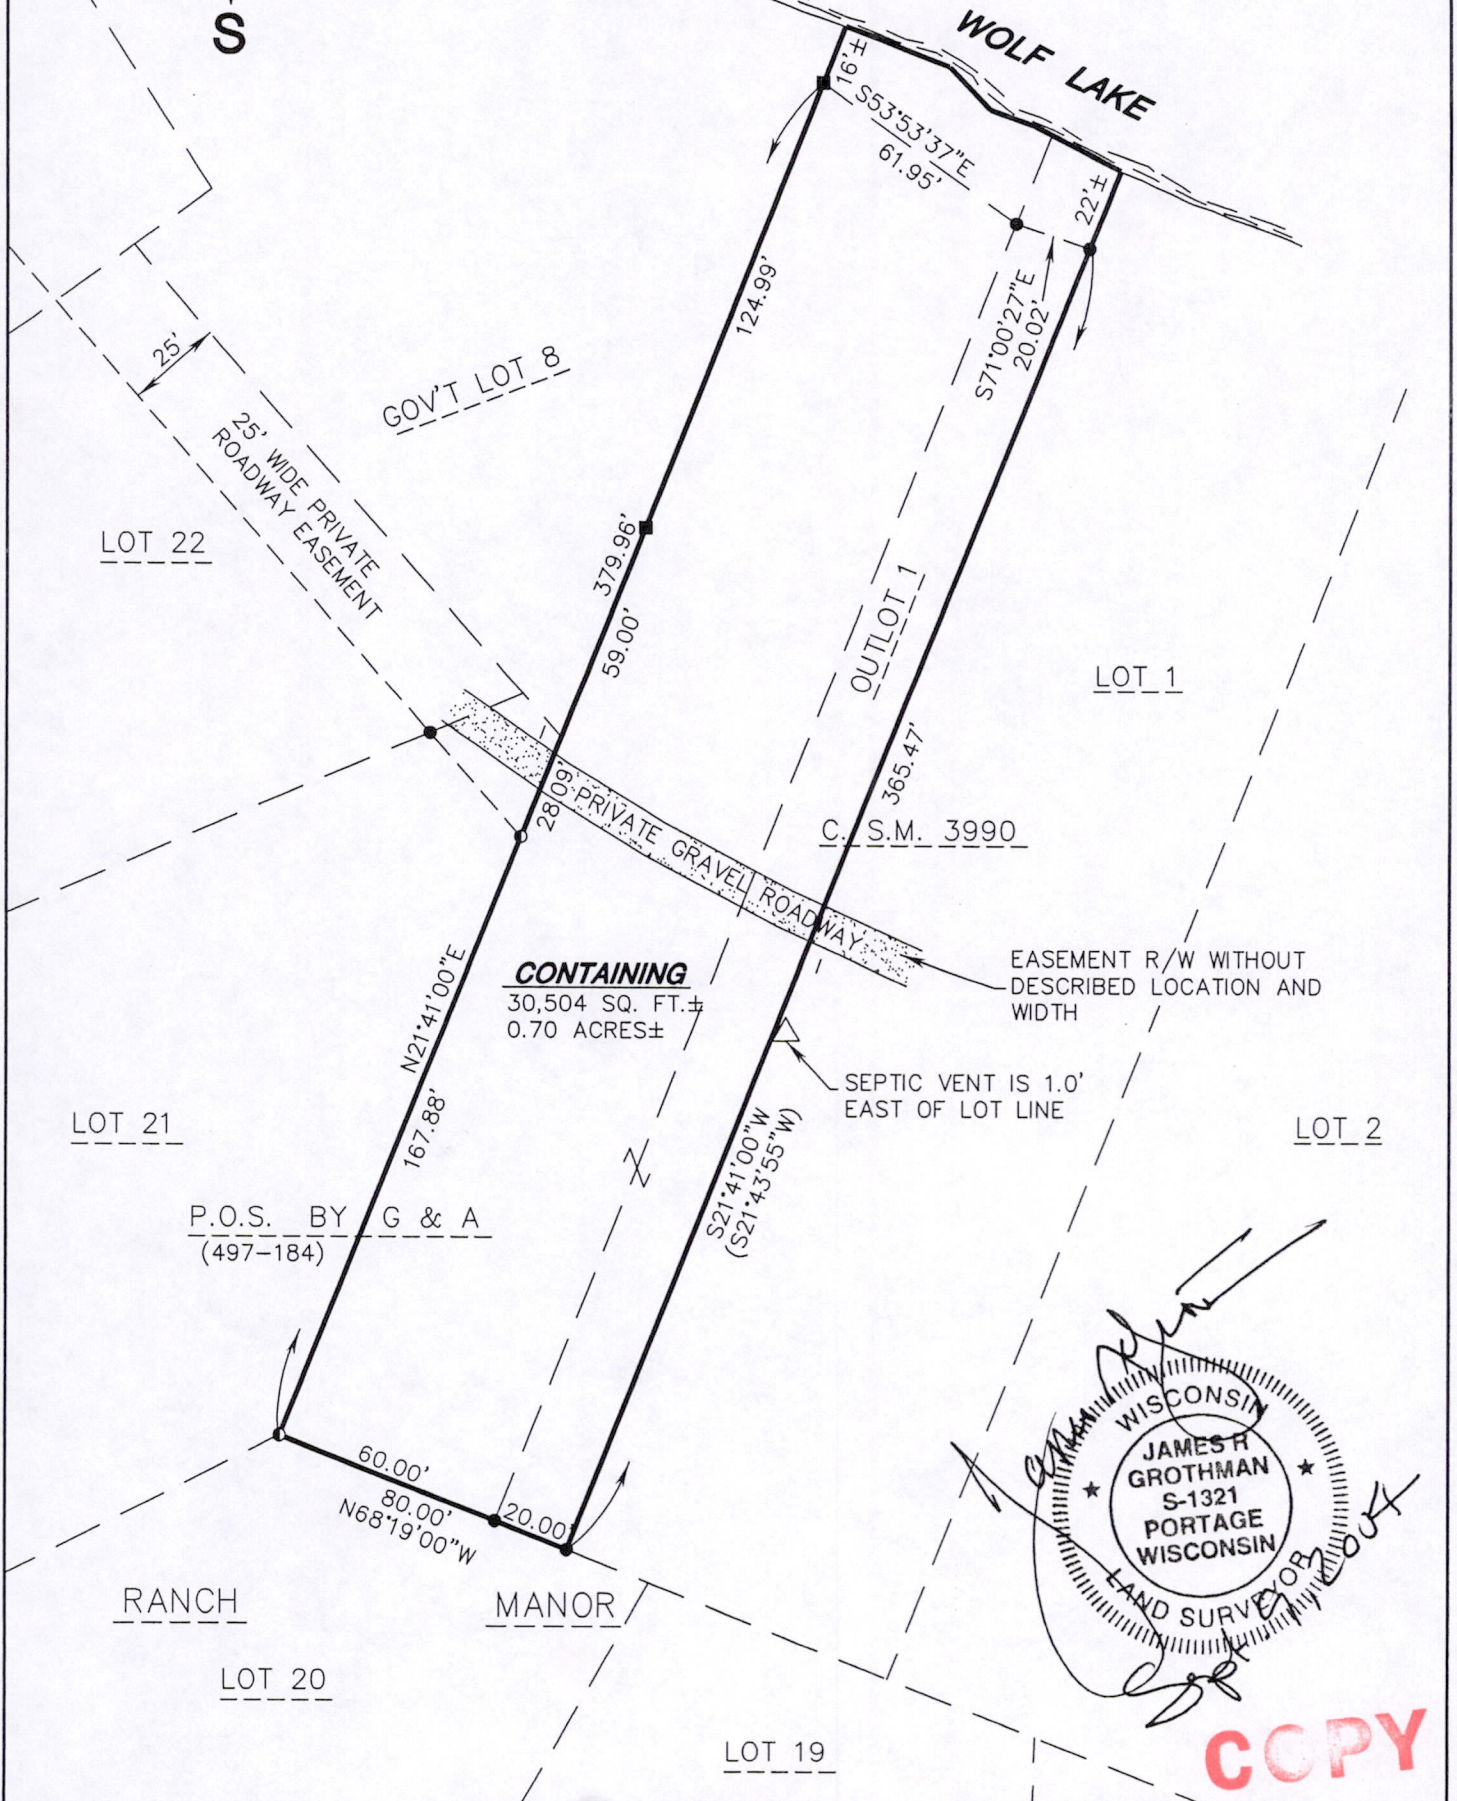 S
WOLF LAKE
16'±
S53°53'37"E
61.95'
22'±
124.99'
S71°00'27"E
20.02'
25'
25' WIDE PRIVATE
ROADWAY EASEMENT
GOV'T LOT 8
LOT 22
379.96'
59.00'
OUTLOT 1
LOT 1
365.47'
28.09'
PRIVATE GRAVEL ROADWAY
C. S.M. 3990
EASEMENT R/W WITHOUT
DESCRIBED LOCATION AND
WIDTH
CONTAINING
30,504 SQ. FT.±
0.70 ACRES±
N21°41'00"E
167.88'
SEPTIC VENT IS 1.0'
EAST OF LOT LINE
LOT 21
LOT 2
S21°41'00"W
(S21°43'55"W)
P.O.S. BY G & A
(497-184)
60.00'
80.00'
N68°19'00"W
20.00'
WISCONSIN
JAMES R
GROTHMAN
S-1321
PORTAGE
WISCONSIN
LAND SURVEYOR
RANCH MANOR
LOT 20
LOT 19
COPY